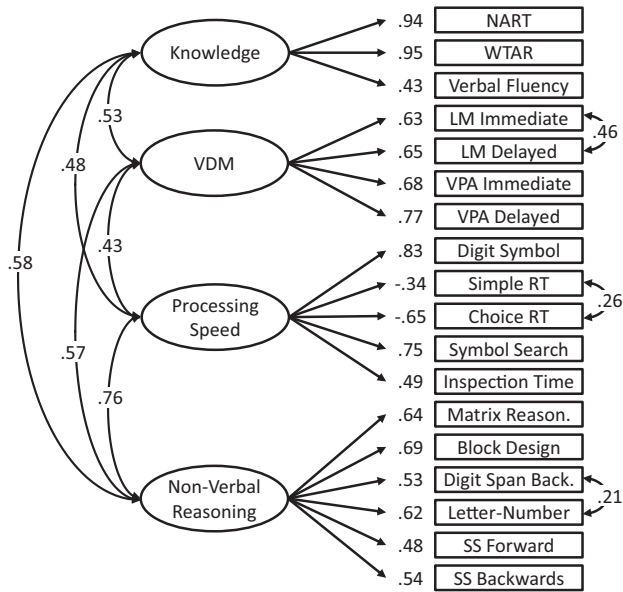 .94 NART
Knowledge
.95 WTAR
.43 Verbal Fluency
.53
.63 LM Immediate
.46
.48
VDM
.65 LM Delayed
.68 VPA Immediate
.77 VPA Delayed
.43
.83 Digit Symbol
.58
-.34 Simple RT
.26
Processing
Speed
-.65 Choice RT
.57
.75 Symbol Search
.76
.49 Inspection Time
.64 Matrix Reason.
.69 Block Design
Non-Verbal
Reasoning
.53 Digit Span Back.
.21
.62 Letter-Number
.48 SS Forward
.54 SS Backwards